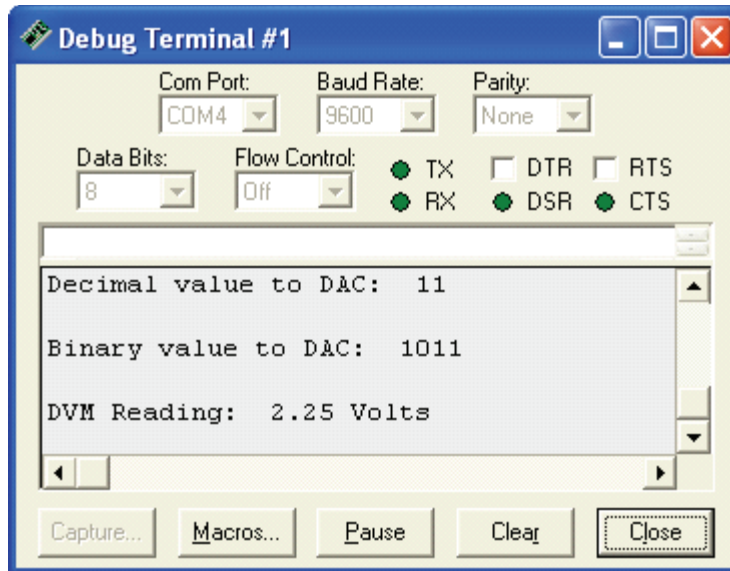 Debug Terminal #1
Com Port: Baud Rate: Parity:
COM4 9600 None
Data Bits: Flow Control: TX DTR RTS
8 Off RX DSR CTS
Decimal value to DAC:  11
Binary value to DAC:  1011
DVM Reading:  2.25 Volts
Capture... Macros... Pause Clear Close